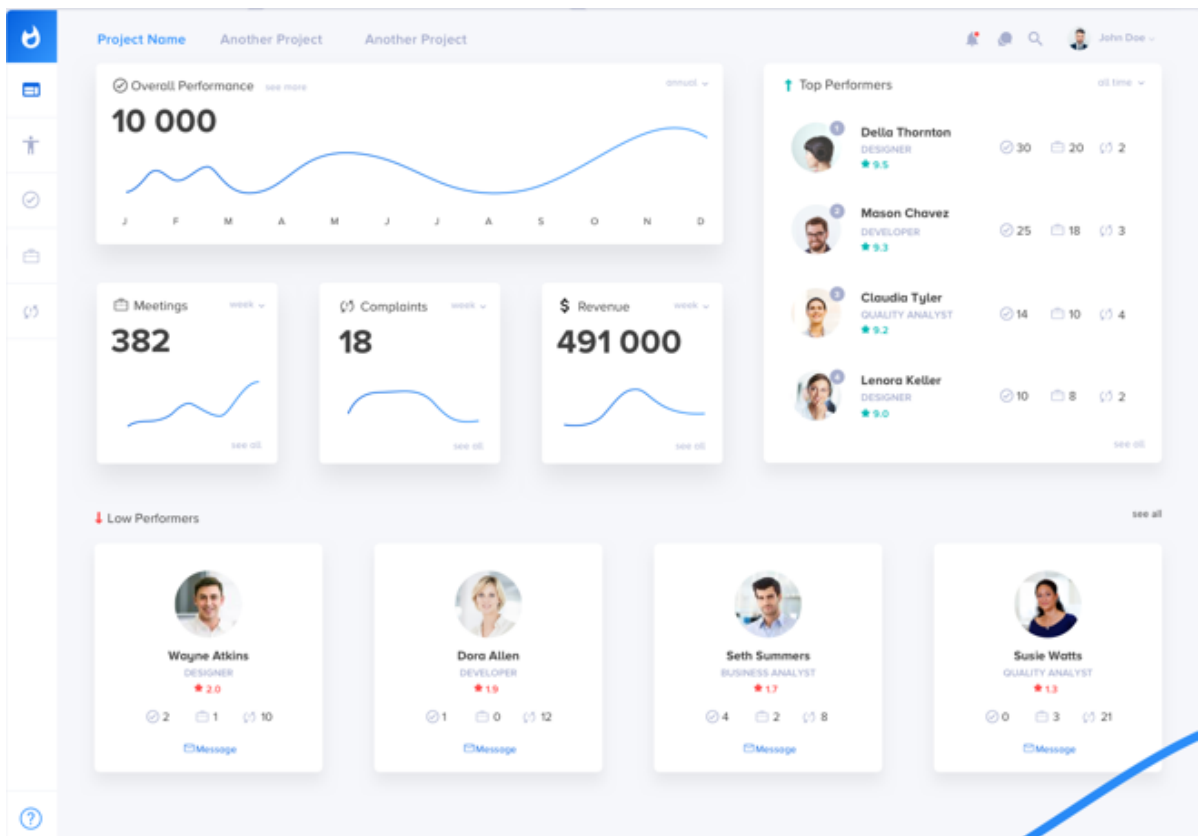 Project Name Another Project Another Project John Doe
Overall Performance see more annual
10 000
J F M A M J J A S O N D
Top Performers all time
1
Della Thornton
DESIGNER
9.5
30 20 2
2
Mason Chavez
DEVELOPER
9.3
25 18 3
3
Claudia Tyler
QUALITY ANALYST
9.2
14 10 4
4
Lenora Keller
DESIGNER
9.0
10 8 2
see all
Meetings week
382
see all
Complaints week
18
see all
$ Revenue week
491 000
see all
Low Performers see all
Wayne Atkins
DESIGNER
2.0
2 1 10
Message
Dora Allen
DEVELOPER
1.9
1 0 12
Message
Seth Summers
BUSINESS ANALYST
1.7
4 2 8
Message
Susie Watts
QUALITY ANALYST
1.3
0 3 21
Message
?